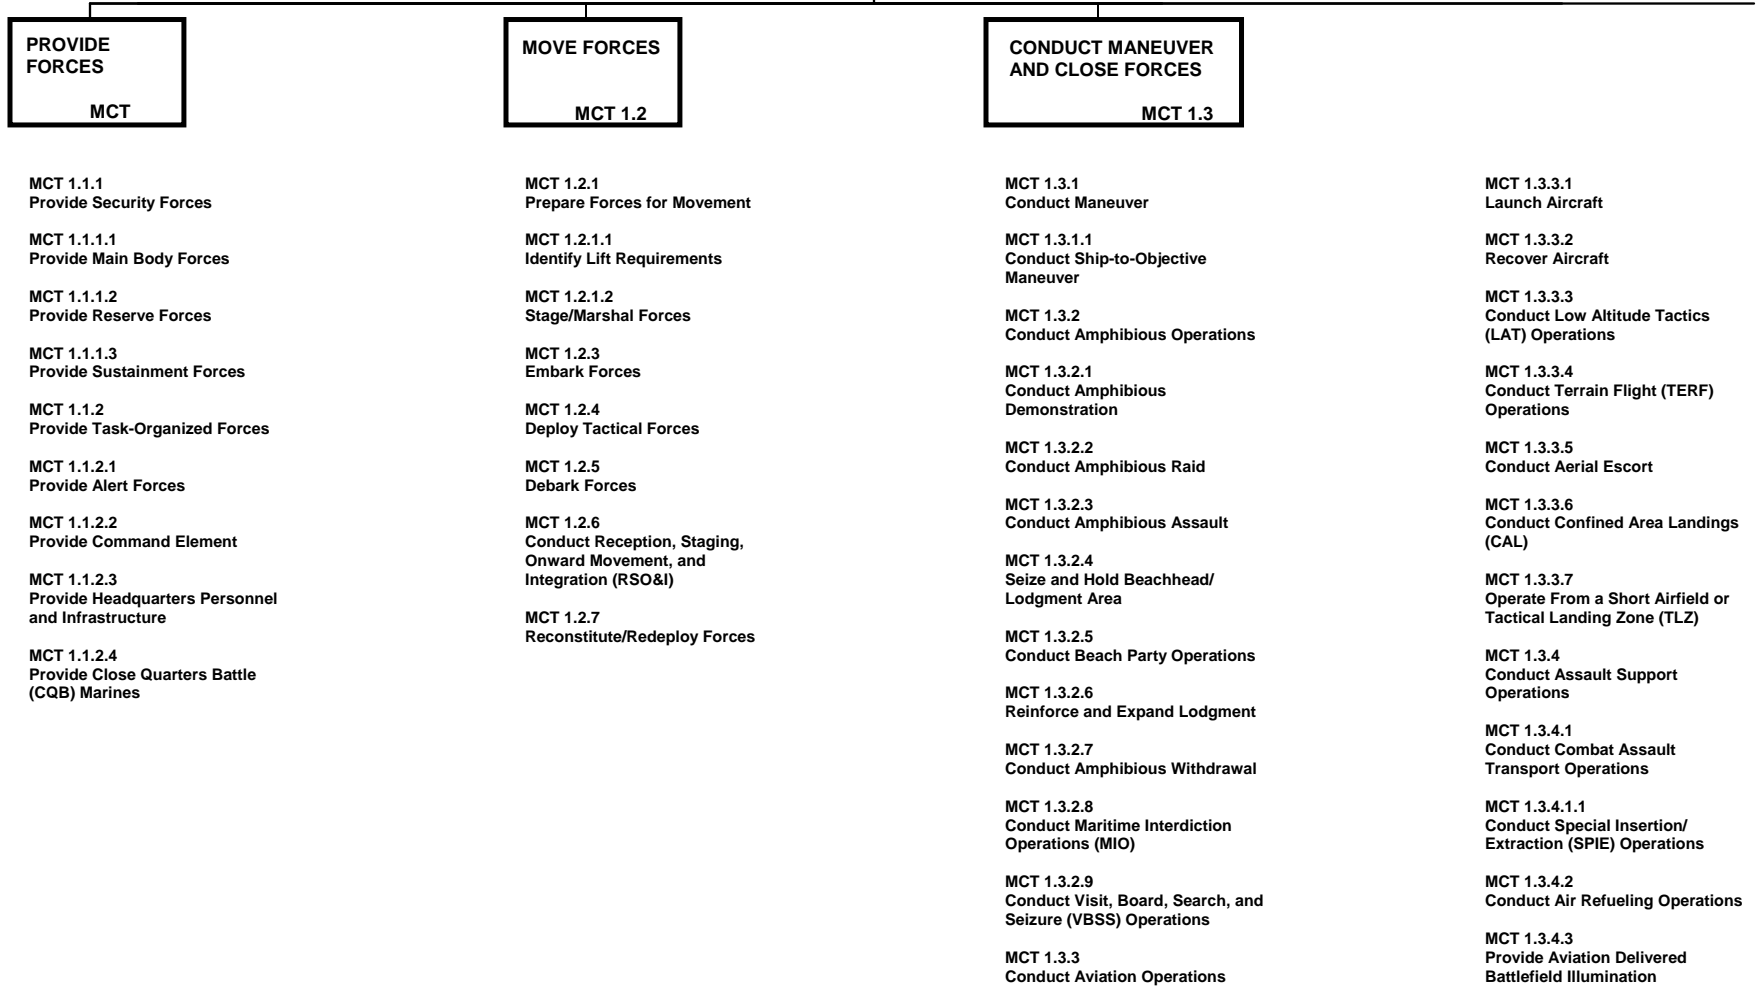 PROVIDE
FORCES
MCT
MOVE FORCES
MCT 1.2
CONDUCT MANEUVER
AND CLOSE FORCES
MCT 1.3
MCT 1.1.1
Provide Security Forces
MCT 1.1.1.1
Provide Main Body Forces
MCT 1.1.1.2
Provide Reserve Forces
MCT 1.1.1.3
Provide Sustainment Forces
MCT 1.1.2
Provide Task-Organized Forces
MCT 1.1.2.1
Provide Alert Forces
MCT 1.1.2.2
Provide Command Element
MCT 1.1.2.3
Provide Headquarters Personnel
and Infrastructure
MCT 1.1.2.4
Provide Close Quarters Battle
(CQB) Marines
MCT 1.2.1
Prepare Forces for Movement
MCT 1.2.1.1
Identify Lift Requirements
MCT 1.2.1.2
Stage/Marshal Forces
MCT 1.2.3
Embark Forces
MCT 1.2.4
Deploy Tactical Forces
MCT 1.2.5
Debark Forces
MCT 1.2.6
Conduct Reception, Staging,
Onward Movement, and
Integration (RSO&I)
MCT 1.2.7
Reconstitute/Redeploy Forces
MCT 1.3.1
Conduct Maneuver
MCT 1.3.1.1
Conduct Ship-to-Objective
Maneuver
MCT 1.3.2
Conduct Amphibious Operations
MCT 1.3.2.1
Conduct Amphibious
Demonstration
MCT 1.3.2.2
Conduct Amphibious Raid
MCT 1.3.2.3
Conduct Amphibious Assault
MCT 1.3.2.4
Seize and Hold Beachhead/
Lodgment Area
MCT 1.3.2.5
Conduct Beach Party Operations
MCT 1.3.2.6
Reinforce and Expand Lodgment
MCT 1.3.2.7
Conduct Amphibious Withdrawal
MCT 1.3.2.8
Conduct Maritime Interdiction
Operations (MIO)
MCT 1.3.2.9
Conduct Visit, Board, Search, and
Seizure (VBSS) Operations
MCT 1.3.3
Conduct Aviation Operations
MCT 1.3.3.1
Launch Aircraft
MCT 1.3.3.2
Recover Aircraft
MCT 1.3.3.3
Conduct Low Altitude Tactics
(LAT) Operations
MCT 1.3.3.4
Conduct Terrain Flight (TERF)
Operations
MCT 1.3.3.5
Conduct Aerial Escort
MCT 1.3.3.6
Conduct Confined Area Landings
(CAL)
MCT 1.3.3.7
Operate From a Short Airfield or
Tactical Landing Zone (TLZ)
MCT 1.3.4
Conduct Assault Support
Operations
MCT 1.3.4.1
Conduct Combat Assault
Transport Operations
MCT 1.3.4.1.1
Conduct Special Insertion/
Extraction (SPIE) Operations
MCT 1.3.4.2
Conduct Air Refueling Operations
MCT 1.3.4.3
Provide Aviation Delivered
Battlefield Illumination